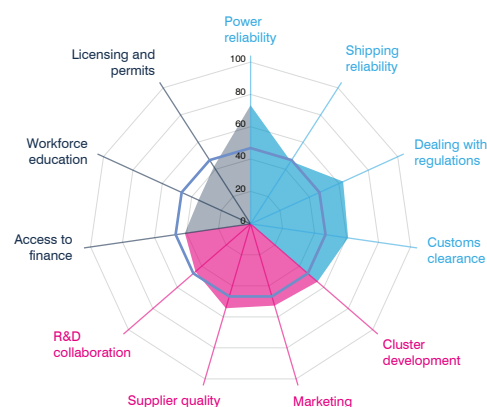 Power
reliability
Shipping
reliability
Licensing and
permits
100
80
60
40
20
0
Workforce
education
Dealing with
regulations
Access to
finance
Customs
clearance
R&D
collaboration
Cluster
development
Supplier quality
Marketing